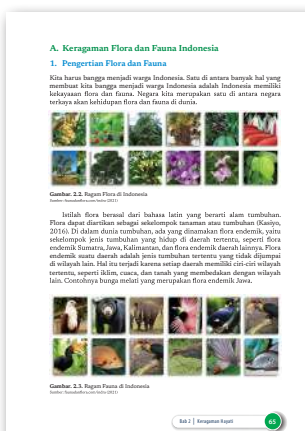 A. Keragaman Flora dan Fauna Indonesia
1. Pengertian Flora dan Fauna
Kita harus bangga menjadi warga Indonesia. Satu di antara banyak hal yang
membuat kita bangga menjadi warga Indonesia adalah Indonesia memiliki
kekayaaan flora dan fauna. Negara kita merupakan satu di antara negara
terkaya akan kehidupan flora dan fauna di dunia.
Gambar. 2.2. Ragam Flora di Indonesia
Istilah flora berasal dari bahasa latin yang berarti alam tumbuhan.
Flora dapat diartikan sebagai sekelompok tanaman atau tumbuhan (Kasiyo,
2016). Di dalam dunia tumbuhan, ada yang dinamakan flora endemik, yaitu
sekelompok jenis tumbuhan yang hidup di daerah tertentu, seperti flora
endemik Sumatra, Jawa, Kalimantan, dan flora endemik daerah lainnya. Flora
endemik suatu daerah adalah jenis tumbuhan tertentu yang tidak dijumpai
di wilayah lain. Hal itu terjadi karena setiap daerah memiliki ciri-ciri wilayah
tertentu, seperti iklim, cuaca, dan tanah yang membedakan dengan wilayah
lain. Contohnya bunga melati yang merupakan flora endemik Jawa.
Gambar. 2.3. Ragam Fauna di Indonesia
Bab 2 | Keragaman Hayati
65